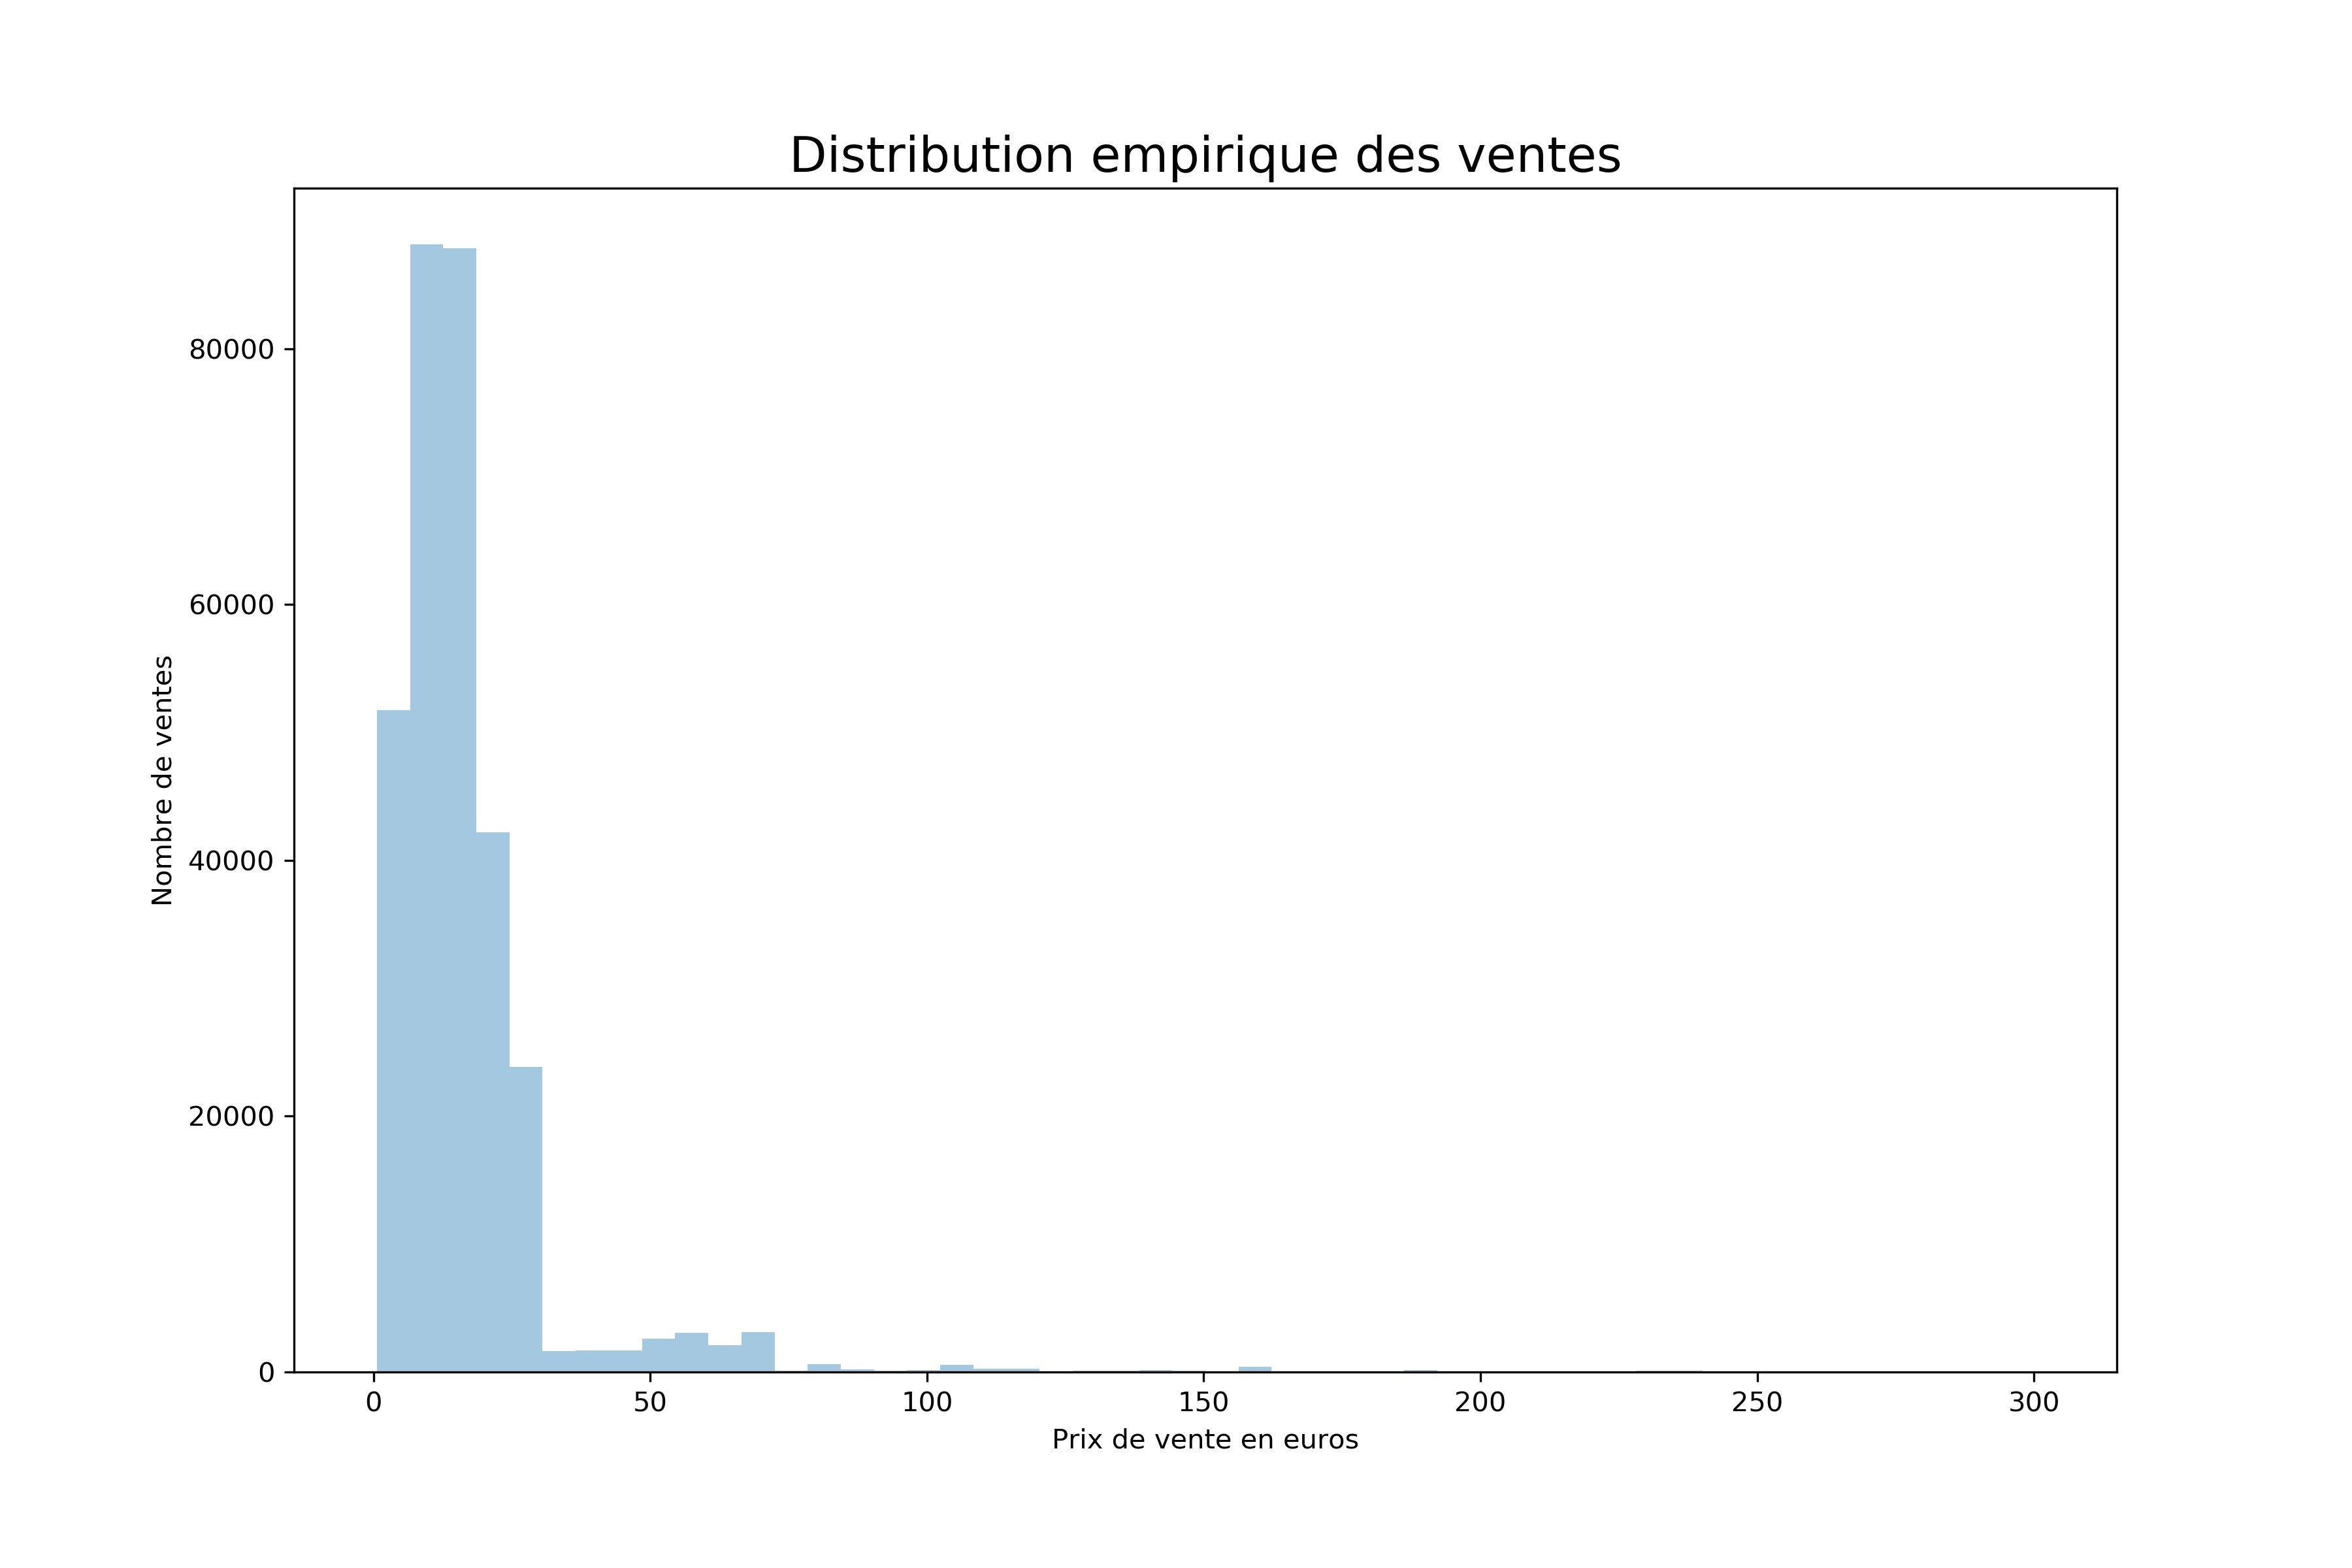 Distribution empirique des ventes
Nombre de ventes
80000
60000
40000
20000
0
0 50 100 150 200 250 300
Prix de vente en euros